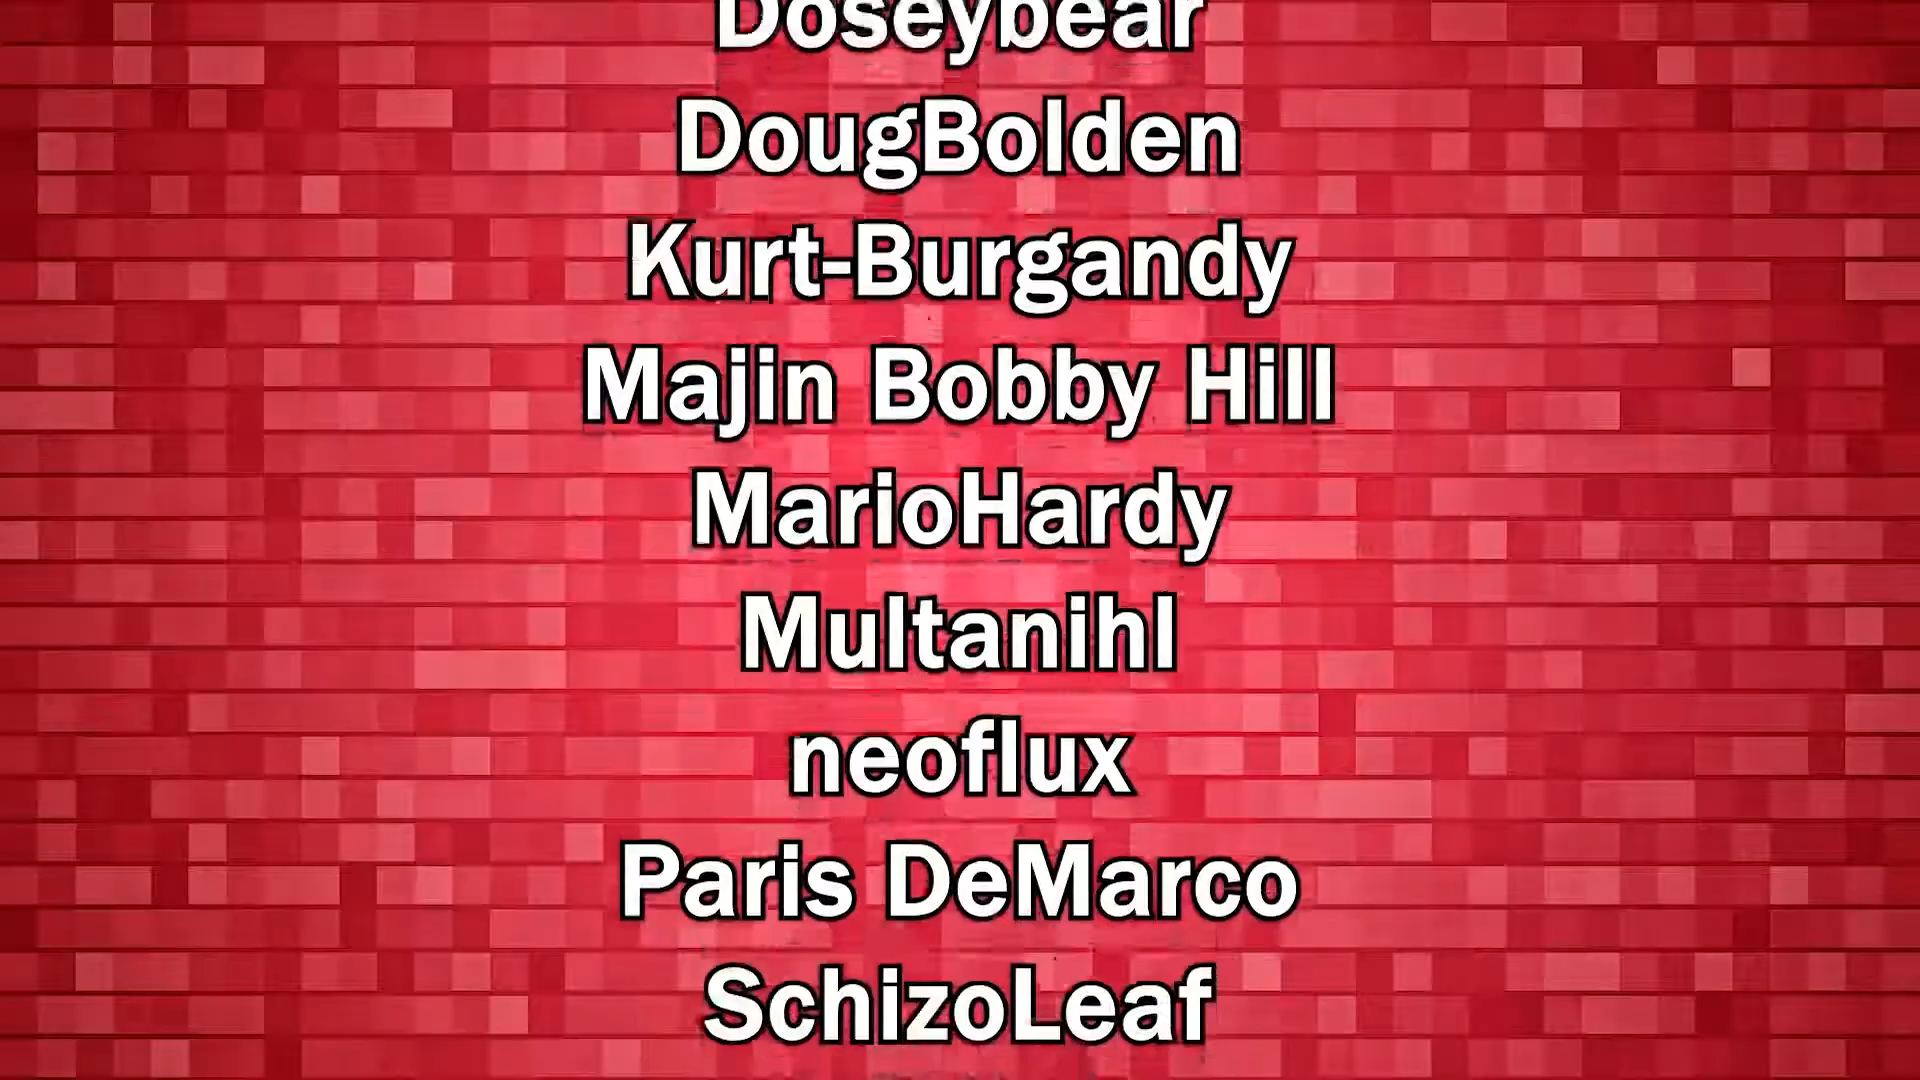 Doseybear
DougBolden
Kurt-Burgandy
Majin Bobby Hill
MarioHardy
Multanihl
neoflux
Paris DeMarco
SchizoLeaf